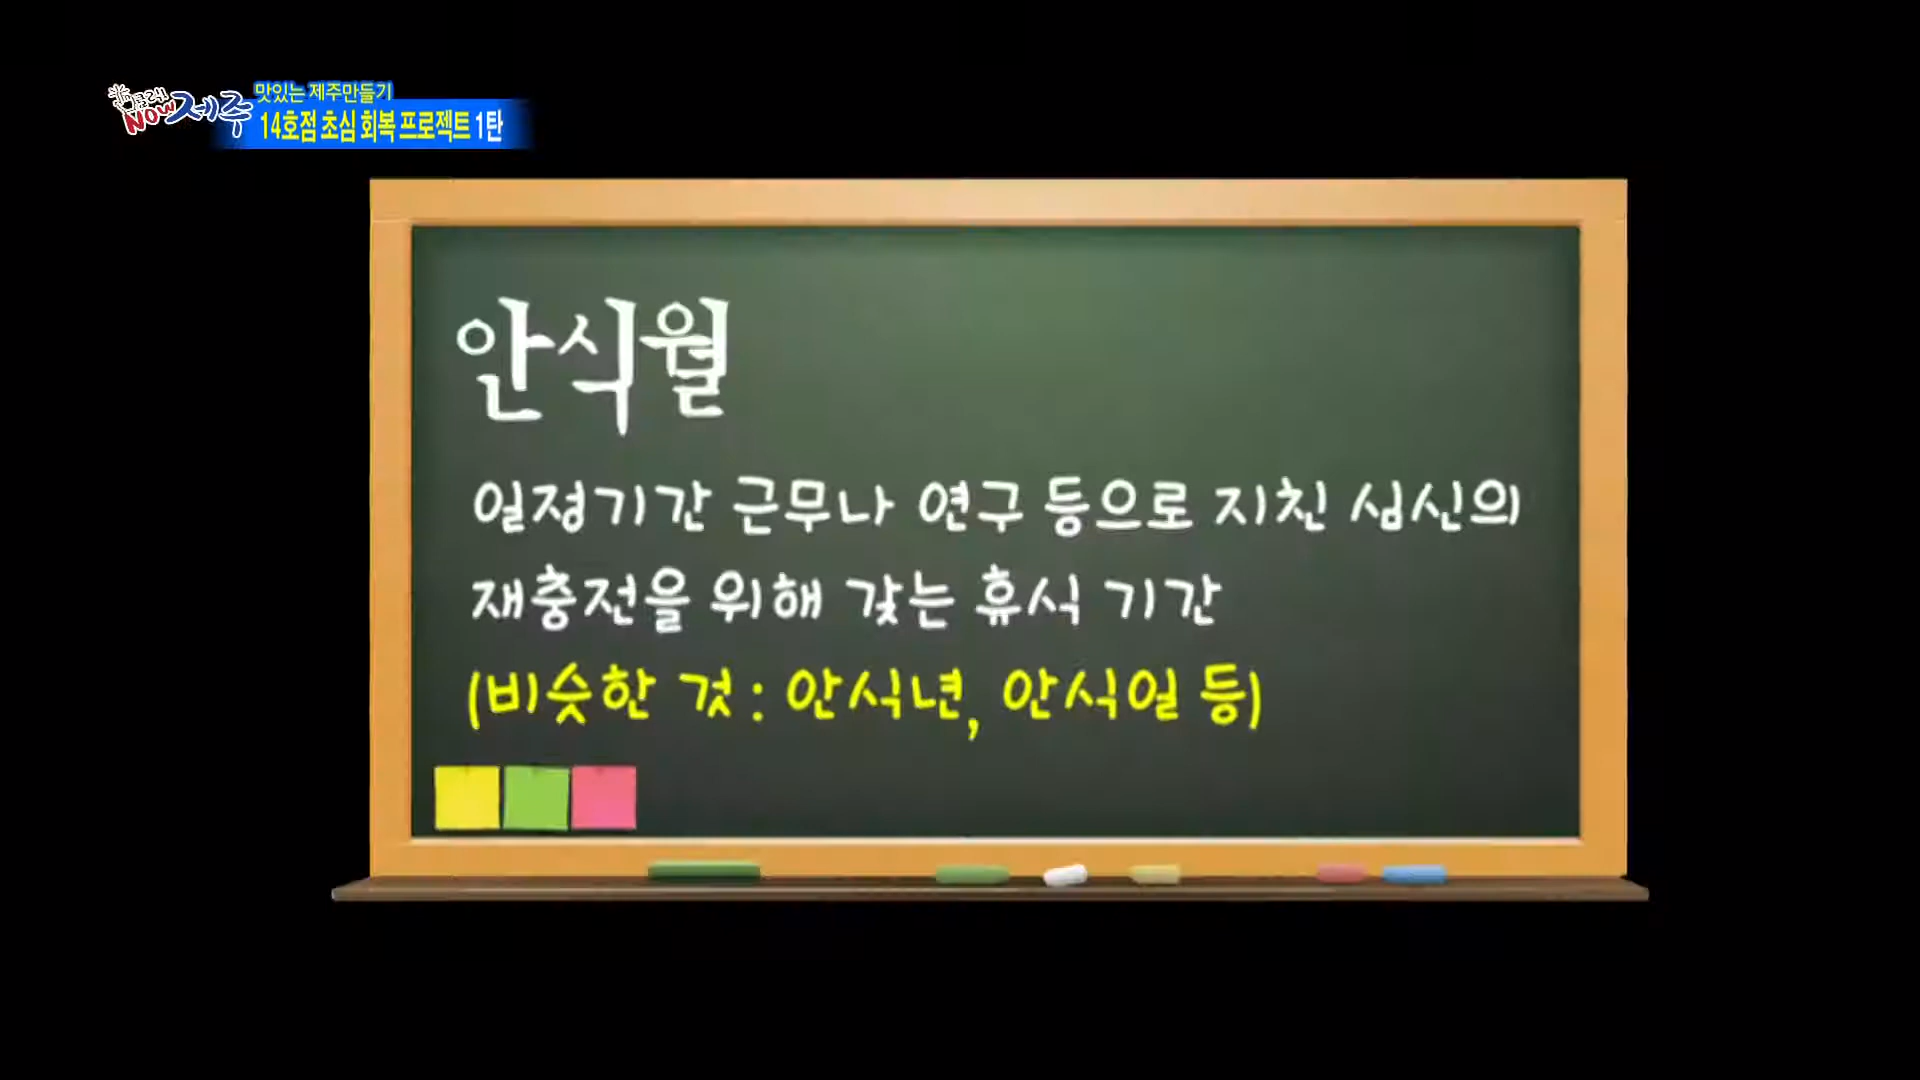 맛있는 제주만들기
NOW제주
14호점 초심 회복 프로젝트 1탄
안식월
일정기간 근무나 연구 등으로 지친 심신의
재충전을 위해 갖는 휴식 기간
(비슷한 것 : 안식년, 안식일 등)